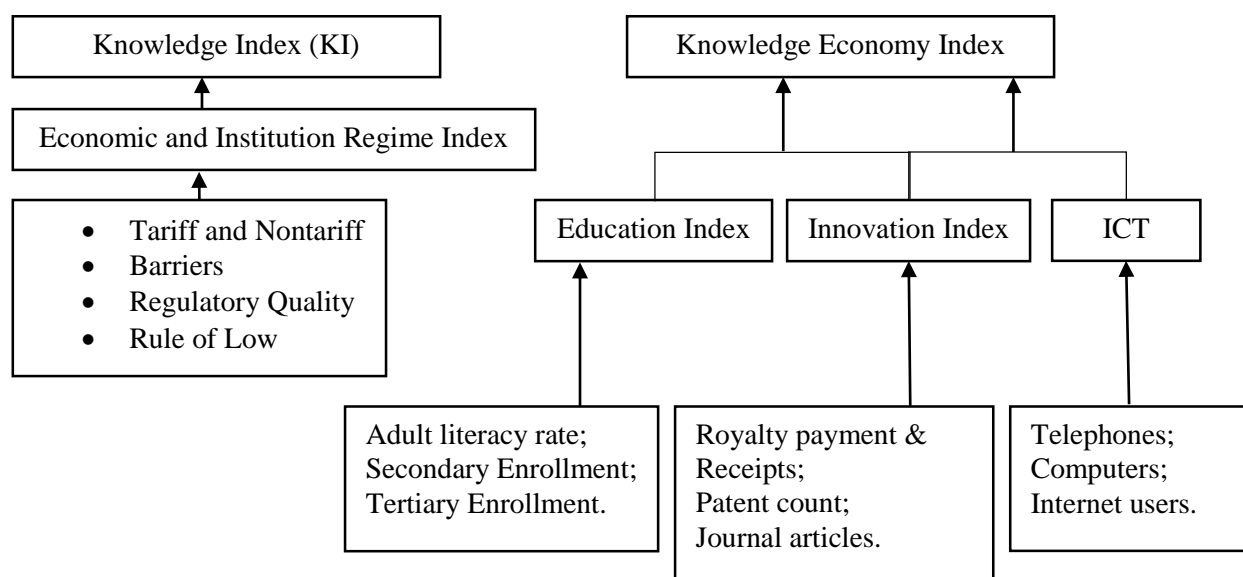 Knowledge Index (KI)
Knowledge Economy Index
Economic and Institution Regime Index
• Tariff and Nontariff
• Barriers
• Regulatory Quality
• Rule of Low
Education Index
Innovation Index
ICT
Adult literacy rate;
Secondary Enrollment;
Tertiary Enrollment.
Royalty payment &
Receipts;
Patent count;
Journal articles.
Telephones;
Computers;
Internet users.